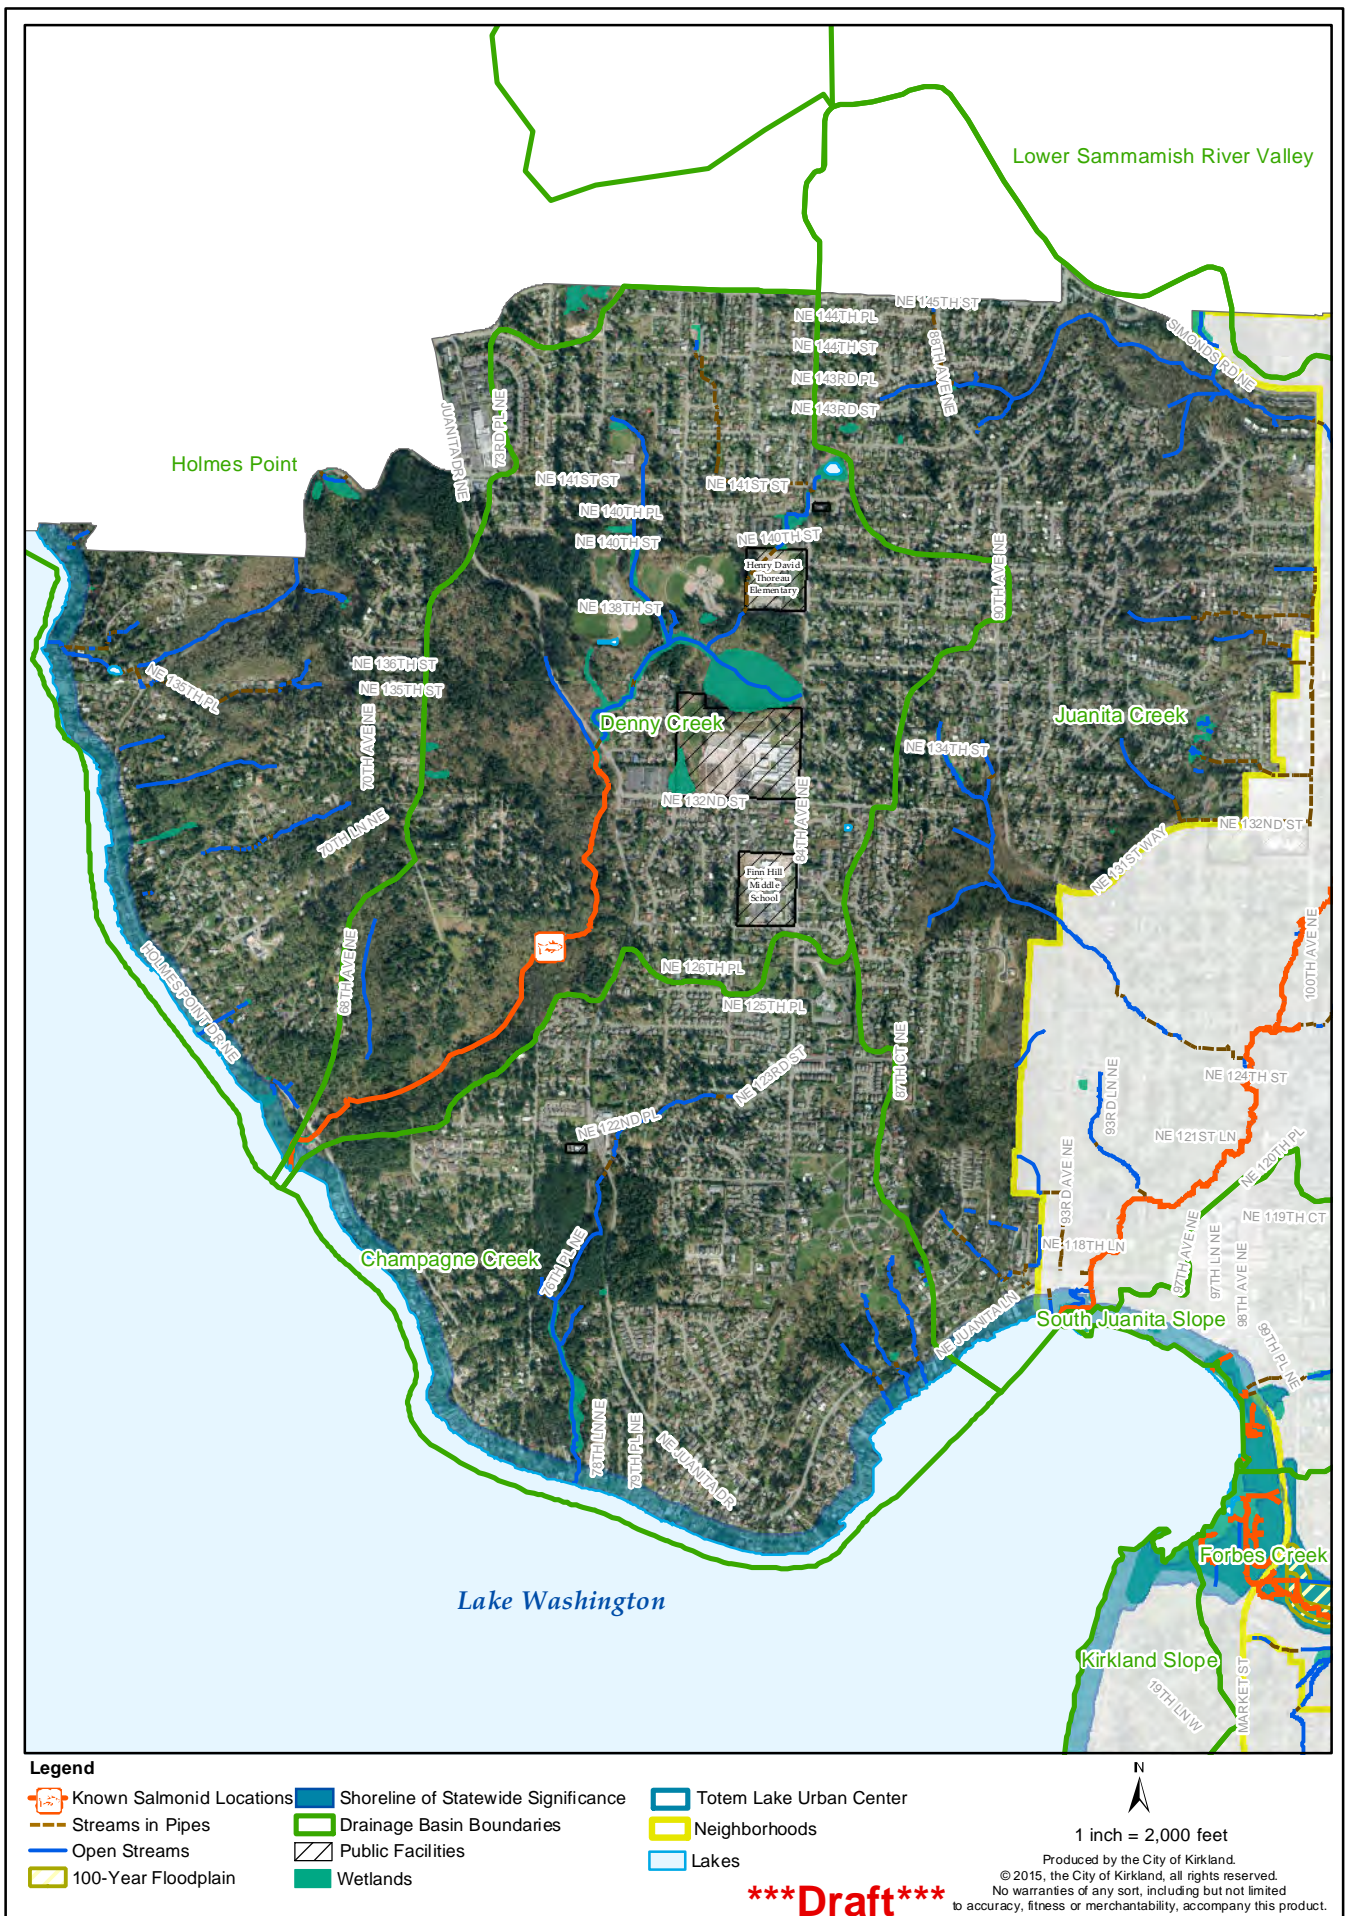 Lower Sammamish River Valley
NE 145TH ST
NE 144TH PL
SIMONDS RD NE
NE 144TH ST
88TH AVE NE
NE 143RD PL
NE 143RD ST
JUANITA DR NE
73RD PL NE
Holmes Point
NE 141ST ST
NE 141ST ST
NE 140TH PL
NE 140TH ST
NE 140TH ST
90TH AVE NE
Henry David
Thoreau
Elementary
NE 138TH ST
NE 136TH ST
NE 135TH PL
NE 135TH ST
70TH AVE NE
Denny Creek
Juanita Creek
NE 134TH ST
NE 132ND ST
84TH AVE NE
NE 132ND ST
70TH LN NE
NE 131ST WAY
Finn Hill
Middle
School
HOLMES POINT DR NE
68TH AVE NE
NE 126TH PL
100TH AVE NE
NE 125TH PL
87TH CT NE
NE 123RD ST
NE 124TH ST
93RD LN NE
NE 122ND PL
NE 121ST LN
NE 120TH PL
93RD AVE NE
NE 119TH CT
NE 118TH LN
97TH AVE NE
97TH LN NE
98TH AVE NE
Champagne Creek
76TH PL NE
NE JUANITA LN
South Juanita Slope
99TH PL NE
78TH LN NE
79TH PL NE
NE JUANITA DR
Forbes Creek
Lake Washington
Kirkland Slope
19TH LN W
MARKET ST
Legend
Known Salmonid Locations
Streams in Pipes
Open Streams
100-Year Floodplain
Shoreline of Statewide Significance
Drainage Basin Boundaries
Public Facilities
Wetlands
Totem Lake Urban Center
Neighborhoods
Lakes
N
1 inch = 2,000 feet
Produced by the City of Kirkland.
© 2015, the City of Kirkland, all rights reserved.
No warranties of any sort, including but not limited
to accuracy, fitness or merchantability, accompany this product.
***Draft***